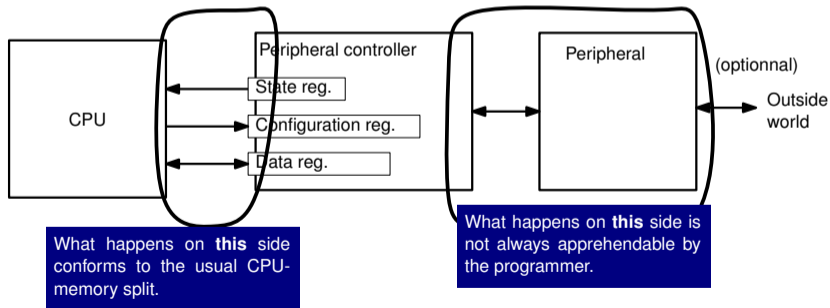 CPU
Peripheral controller
State reg.
Configuration reg.
Data reg.
Peripheral
(optionnal)
Outside
world
What happens on this side
conforms to the usual CPU-
memory split.
What happens on this side is
not always apprehendable by
the programmer.